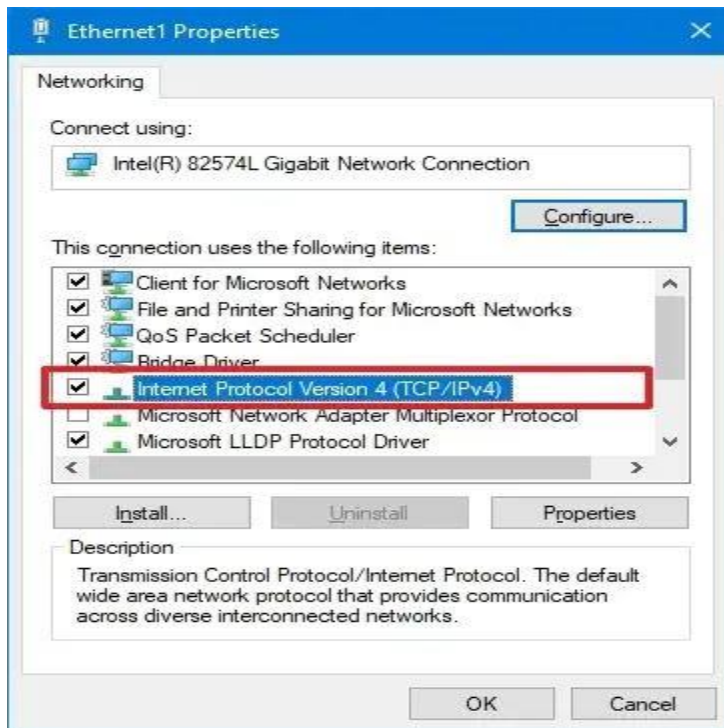 Ethernet1 Properties
Networking
Connect using:
Intel(R) 82574L Gigabit Network Connection
Configure...
This connection uses the following items:
Client for Microsoft Networks
File and Printer Sharing for Microsoft Networks
QoS Packet Scheduler
Bridge Driver
Internet Protocol Version 4 (TCP/IPv4)
Microsoft Network Adapter Multiplexor Protocol
Microsoft LLDP Protocol Driver
Install...
Uninstall
Properties
Description
Transmission Control Protocol/Internet Protocol. The default
wide area network protocol that provides communication
across diverse interconnected networks.
OK
Cancel